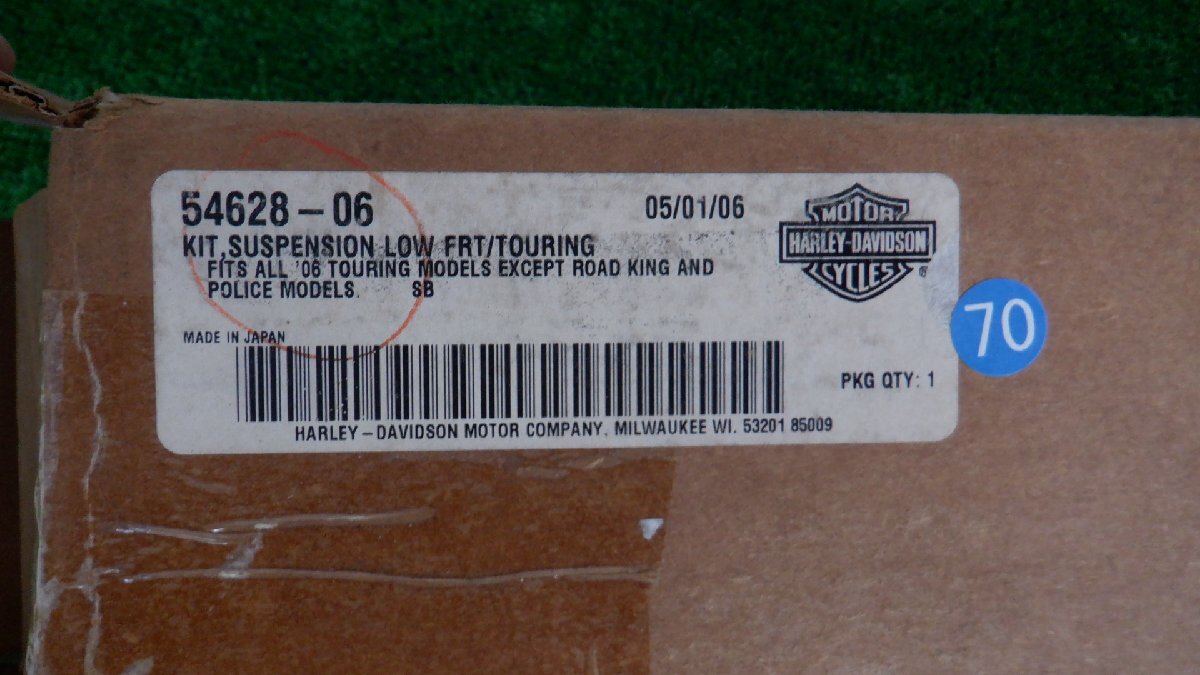 54628-06 05/01/06
KIT,SUSPENSION LOW FRT/TOURING
FITS ALL '06 TOURING MODELS EXCEPT ROAD KING AND
POLICE MODELS. SB
MOTOR
HARLEY-DAVIDSON
CYCLES
®
70
MADE IN JAPAN
PKG QTY: 1
HARLEY-DAVIDSON MOTOR COMPANY, MILWAUKEE WI. 53201 85009